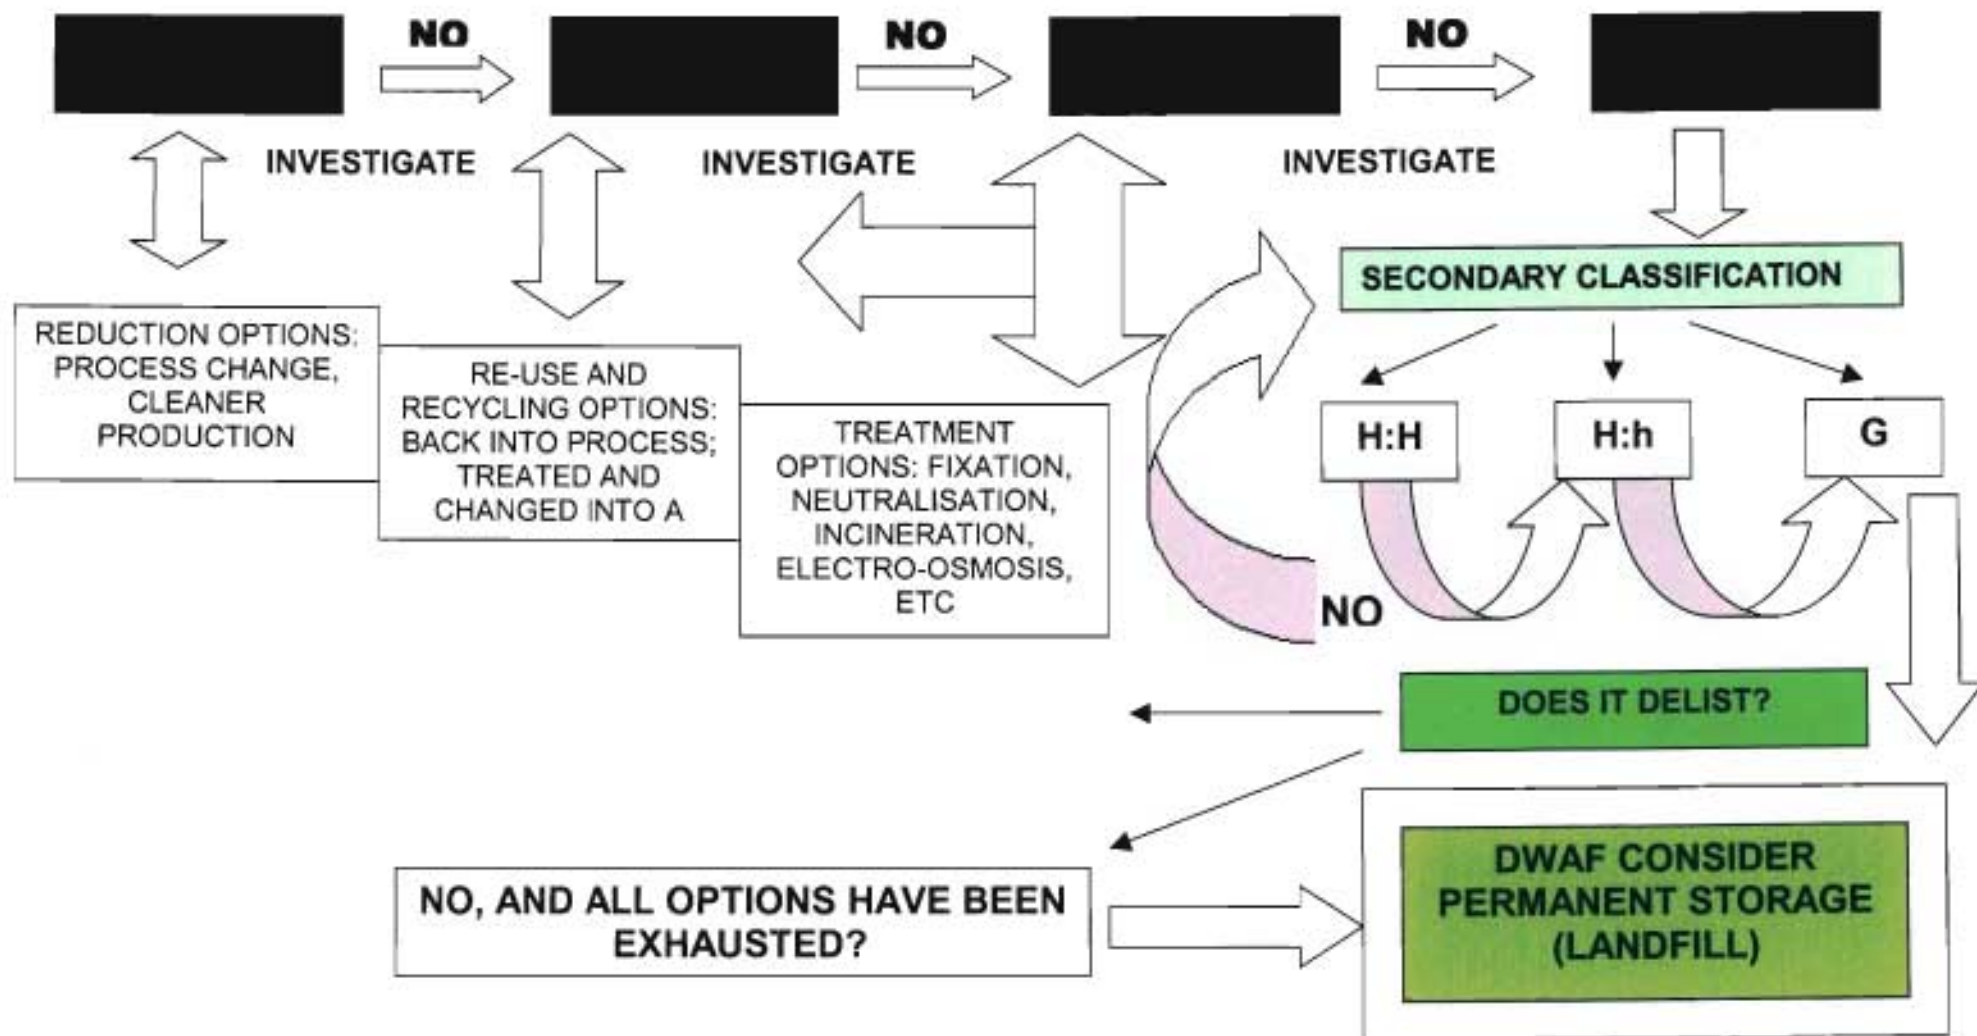 NO
NO
NO
INVESTIGATE
INVESTIGATE
INVESTIGATE
SECONDARY CLASSIFICATION
REDUCTION OPTIONS:
PROCESS CHANGE,
CLEANER
PRODUCTION
RE-USE AND
RECYCLING OPTIONS:
BACK INTO PROCESS;
TREATED AND
CHANGED INTO A
TREATMENT
OPTIONS: FIXATION,
NEUTRALISATION,
INCINERATION,
ELECTRO-OSMOSIS,
ETC
H:H
H:h
G
NO
DOES IT DELIST?
NO, AND ALL OPTIONS HAVE BEEN
EXHAUSTED?
DWAF CONSIDER
PERMANENT STORAGE
(LANDFILL)